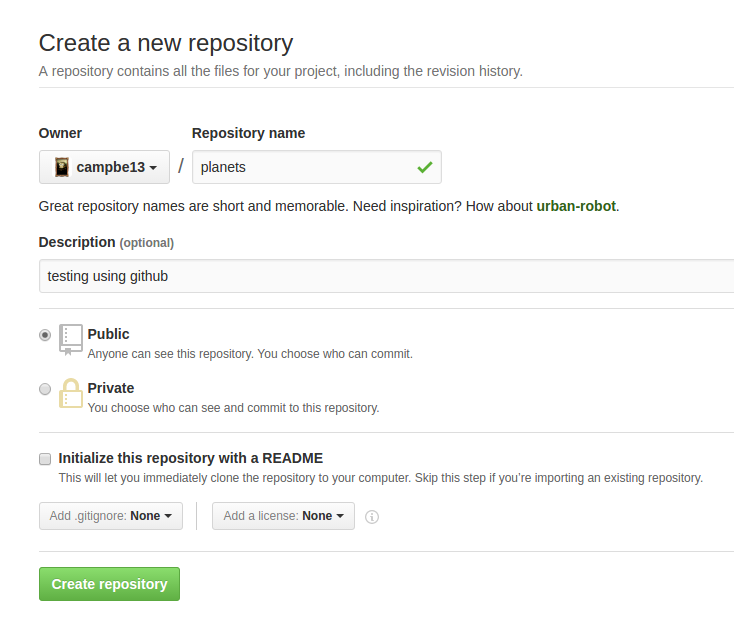 Create a new repository
A repository contains all the files for your project, including the revision history.
Owner
Repository name
campbe13 / planets
Great repository names are short and memorable. Need inspiration? How about urban-robot.
Description (optional)
testing using github
Public
Anyone can see this repository. You choose who can commit.
Private
You choose who can see and commit to this repository.
Initialize this repository with a README
This will let you immediately clone the repository to your computer. Skip this step if you’re importing an existing repository.
Add .gitignore: None
Add a license: None
Create repository